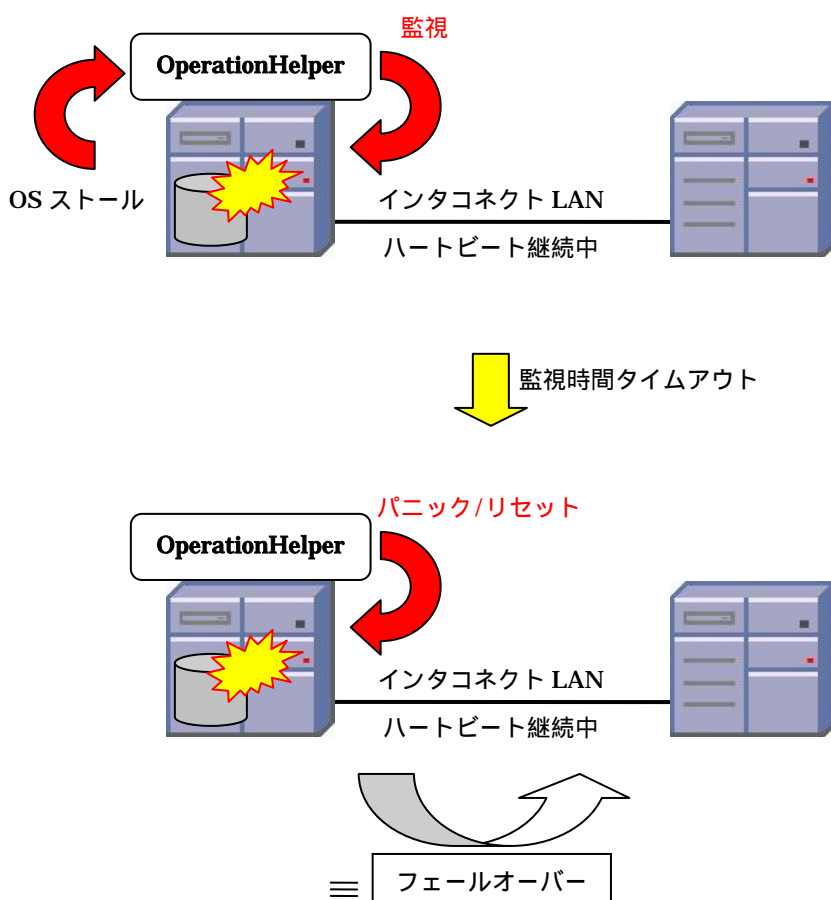 監視
OperationHelper
OS ストール
インタコネクト LAN
ハートビート継続中
監視時間タイムアウト
パニック/リセット
OperationHelper
インタコネクト LAN
ハートビート継続中
フェールオーバー